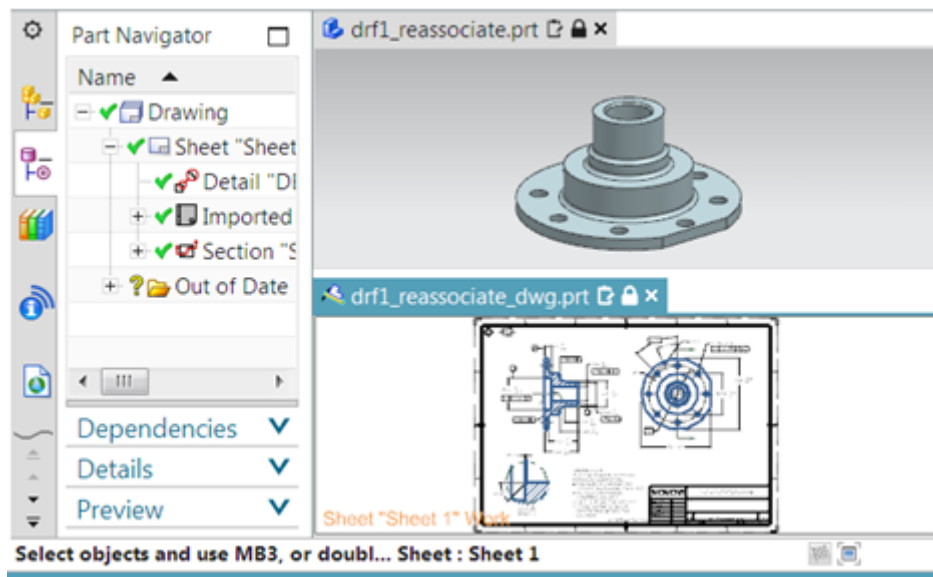 Part Navigator
Name
Drawing
Sheet "Sheet
Detail "DI
Imported
Section "S
Out of Date
Dependencies
Details
Preview
drf1_reassociate.prt
drf1_reassociate_dwg.prt
Sheet "Sheet 1" Work
Select objects and use MB3, or doubl... Sheet : Sheet 1